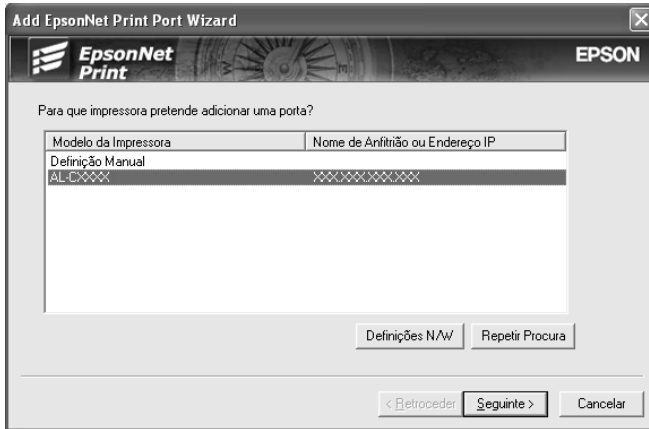 Add EpsonNet Print Port Wizard
EpsonNet Print
EPSON
Para que impressora pretende adicionar uma porta?
Modelo da Impressora Nome de Anfitrião ou Endereço IP
Definição Manual
AL-CXXXX XXX.XXX.XXX.XXX
Definições N/W Repetir Procura
< Retroceder Seguinte > Cancelar